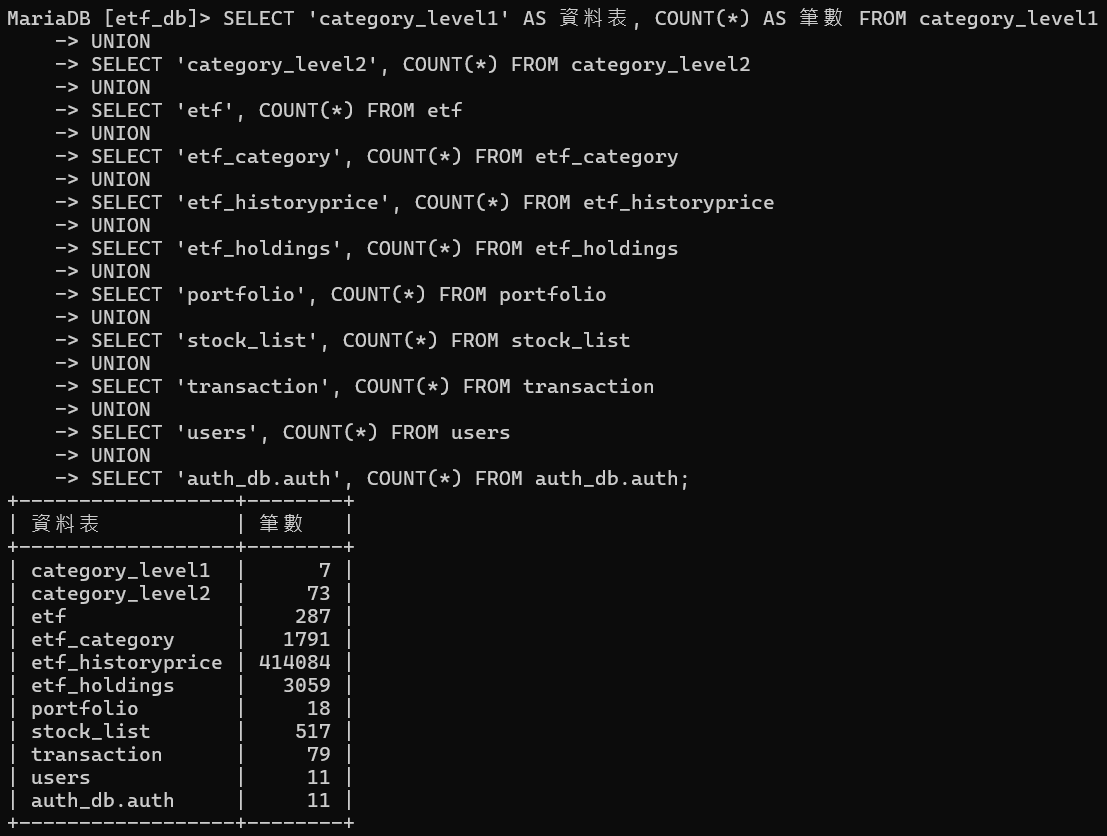 MariaDB [etf_db]> SELECT 'category_level1' AS 資料表, COUNT(*) AS 筆數 FROM category_level1
    -> UNION
    -> SELECT 'category_level2', COUNT(*) FROM category_level2
    -> UNION
    -> SELECT 'etf', COUNT(*) FROM etf
    -> UNION
    -> SELECT 'etf_category', COUNT(*) FROM etf_category
    -> UNION
    -> SELECT 'etf_historyprice', COUNT(*) FROM etf_historyprice
    -> UNION
    -> SELECT 'etf_holdings', COUNT(*) FROM etf_holdings
    -> UNION
    -> SELECT 'portfolio', COUNT(*) FROM portfolio
    -> UNION
    -> SELECT 'stock_list', COUNT(*) FROM stock_list
    -> UNION
    -> SELECT 'transaction', COUNT(*) FROM transaction
    -> UNION
    -> SELECT 'users', COUNT(*) FROM users
    -> UNION
    -> SELECT 'auth_db.auth', COUNT(*) FROM auth_db.auth;
+------------------+--------+
| 資料表           | 筆數   |
+------------------+--------+
| category_level1  |      7 |
| category_level2  |     73 |
| etf              |    287 |
| etf_category     |   1791 |
| etf_historyprice | 414084 |
| etf_holdings     |   3059 |
| portfolio        |     18 |
| stock_list       |    517 |
| transaction      |     79 |
| users            |     11 |
| auth_db.auth     |     11 |
+------------------+--------+